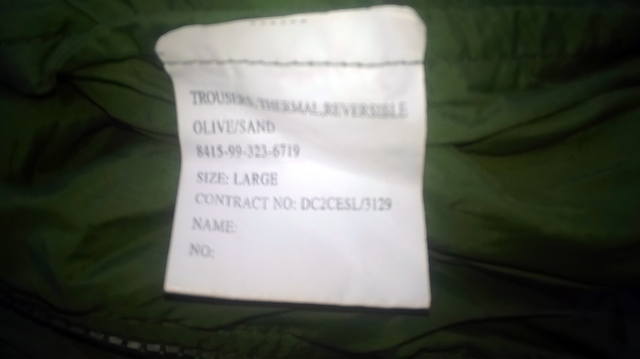 TROUSERS, THERMAL, REVERSIBLE
OLIVE/SAND
8415-99-323-6719
SIZE: LARGE
CONTRACT NO: DC2CESL/3129
NAME:
NO: